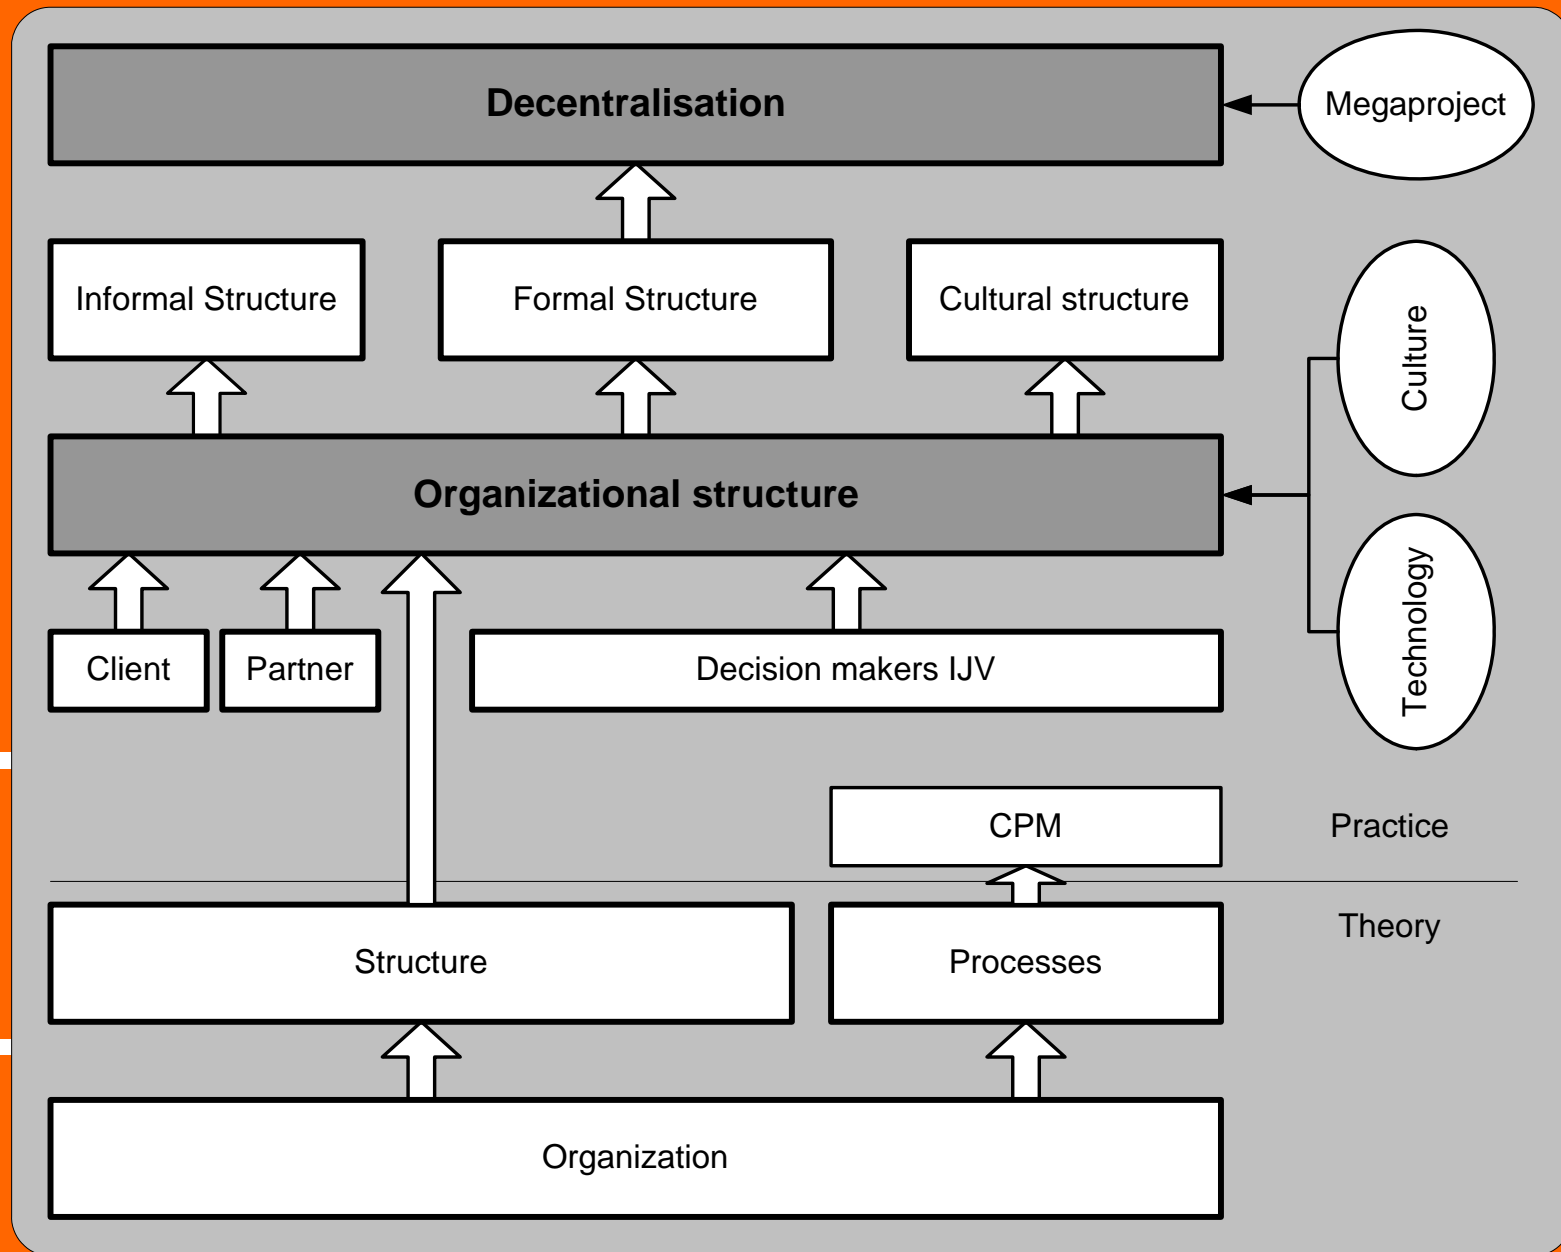 Decentralisation
Megaproject
Informal Structure
Formal Structure
Cultural structure
Culture
Organizational structure
Technology
Client
Partner
Decision makers IJV
CPM
Practice
Theory
Structure
Processes
Organization